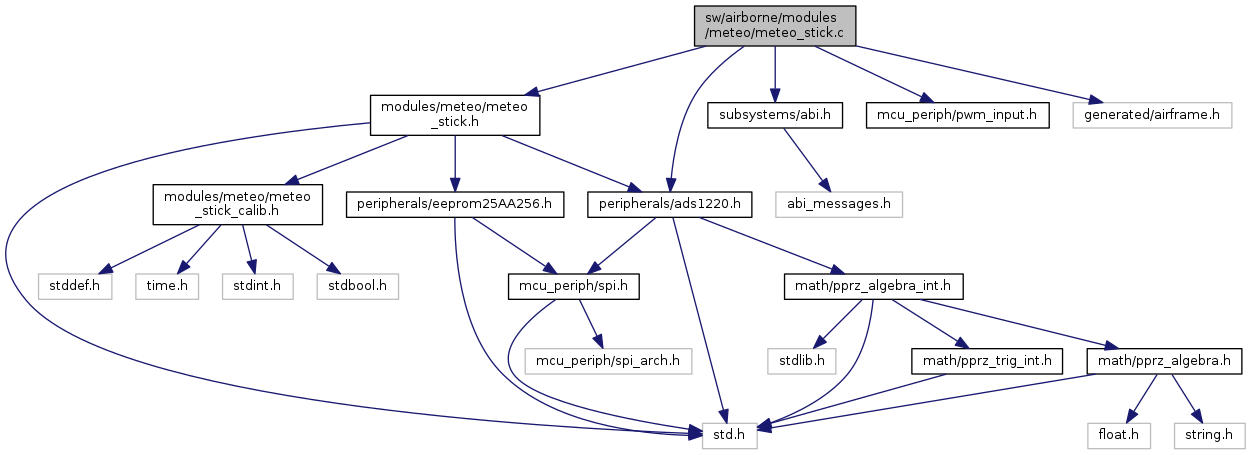 sw/airborne/modules
/meteo/meteo_stick.c
modules/meteo/meteo
_stick.h
subsystems/abi.h
mcu_periph/pwm_input.h
generated/airframe.h
modules/meteo/meteo
_stick_calib.h
peripherals/eeprom25AA256.h
peripherals/ads1220.h
abi_messages.h
stddef.h
time.h
stdint.h
stdbool.h
mcu_periph/spi.h
math/pprz_algebra_int.h
mcu_periph/spi_arch.h
stdlib.h
math/pprz_trig_int.h
math/pprz_algebra.h
std.h
float.h
string.h